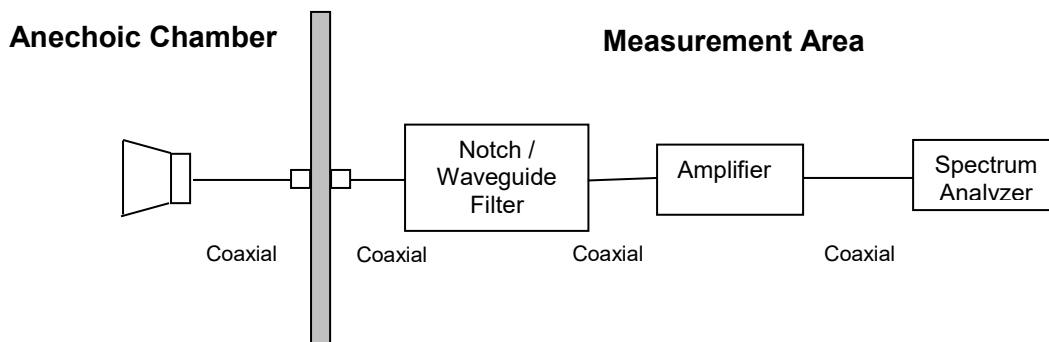 Anechoic Chamber
Measurement Area
Notch /
Waveguide
Filter
Amplifier
Spectrum
Analyzer
Coaxial
Coaxial
Coaxial
Coaxial